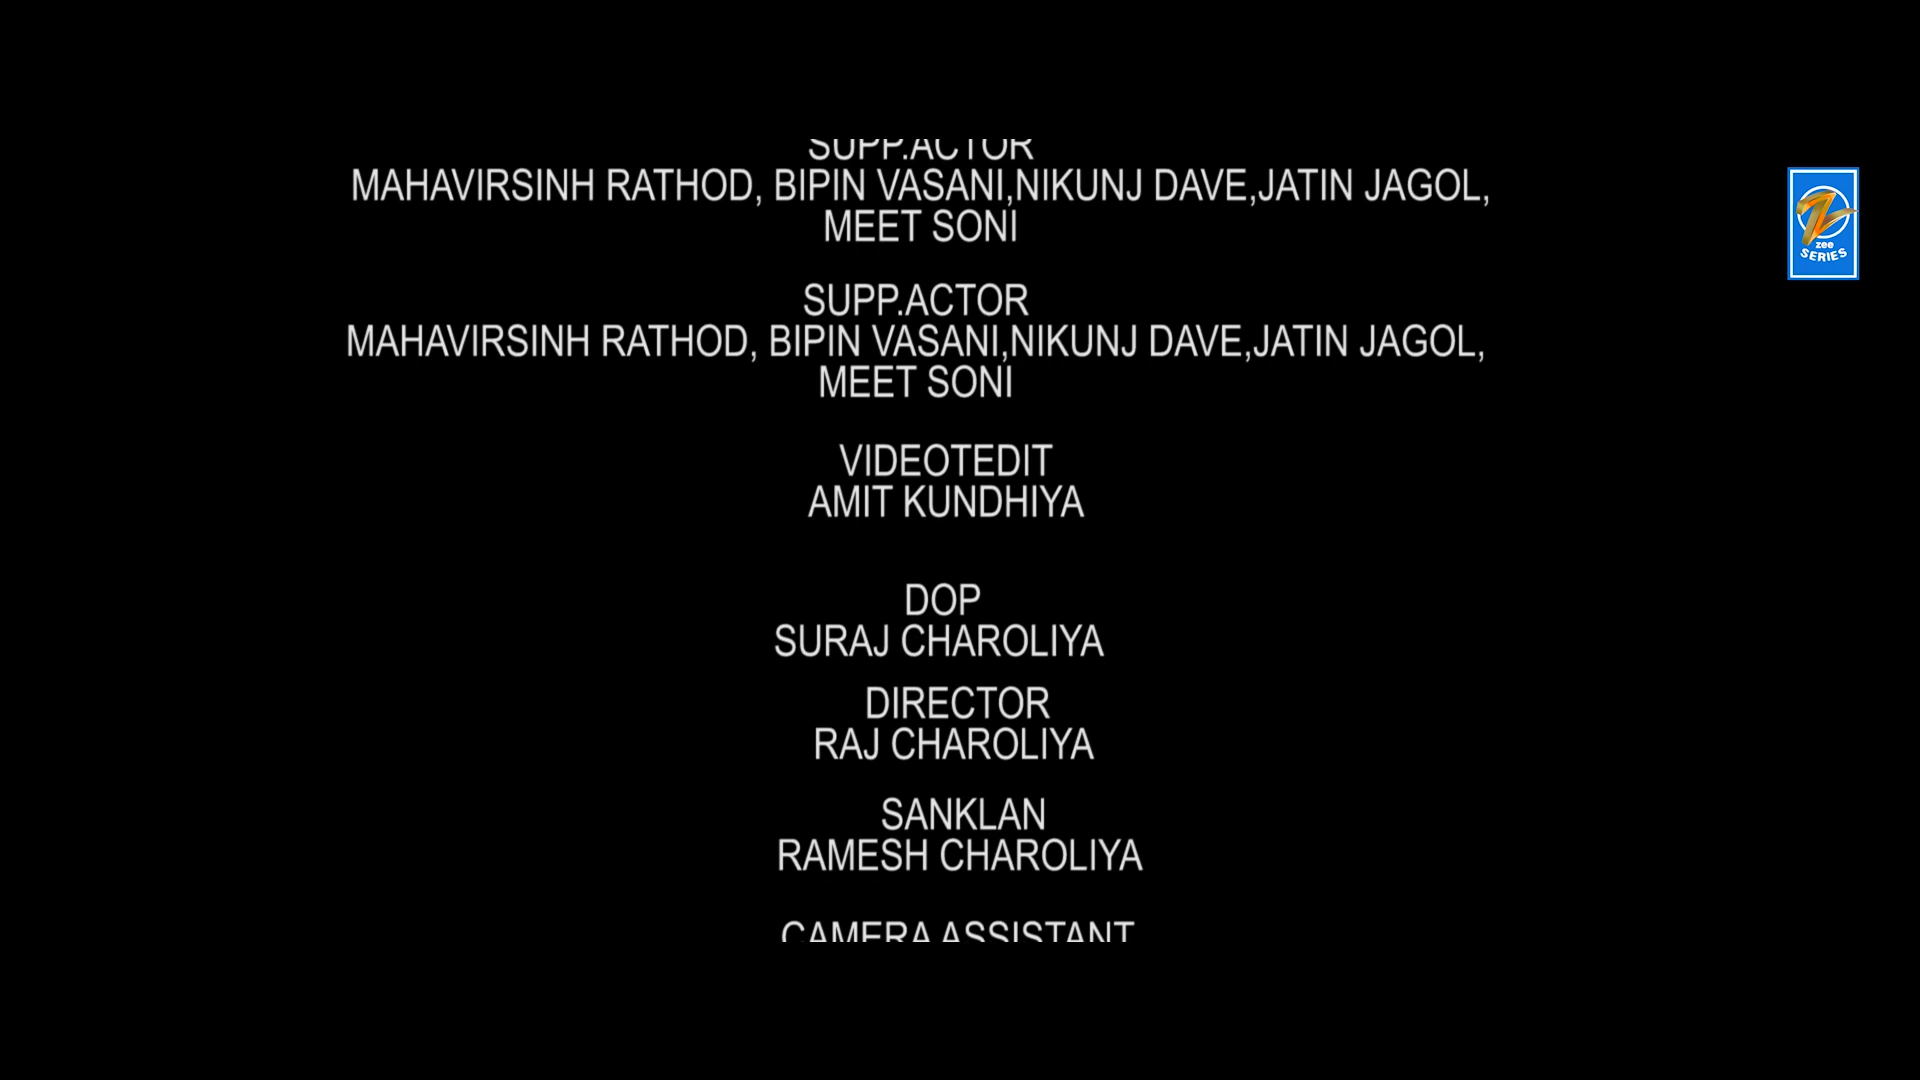 SUPP.ACTOR
MAHAVIRSINH RATHOD, BIPIN VASANI,NIKUNJ DAVE,JATIN JAGOL,
MEET SONI
SUPP.ACTOR
MAHAVIRSINH RATHOD, BIPIN VASANI,NIKUNJ DAVE,JATIN JAGOL,
MEET SONI
VIDEOTEDIT
AMIT KUNDHIYA
DOP
SURAJ CHAROLIYA
DIRECTOR
RAJ CHAROLIYA
SANKLAN
RAMESH CHAROLIYA
CAMERA ASSISTANT
zee
SERIES